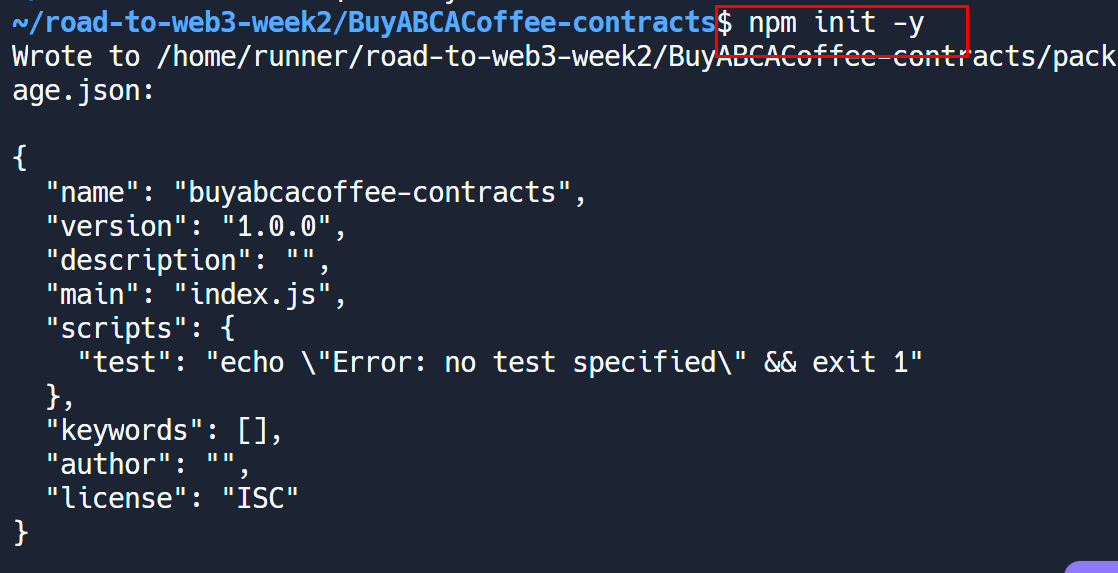 ~/road-to-web3-week2/BuyABCACoffee-contracts$ npm init -y
Wrote to /home/runner/road-to-web3-week2/BuyABCACoffee-contracts/pack
age.json:
{
  "name": "buyabcacoffee-contracts",
  "version": "1.0.0",
  "description": "",
  "main": "index.js",
  "scripts": {
    "test": "echo \"Error: no test specified\" && exit 1"
  },
  "keywords": [],
  "author": "",
  "license": "ISC"
}